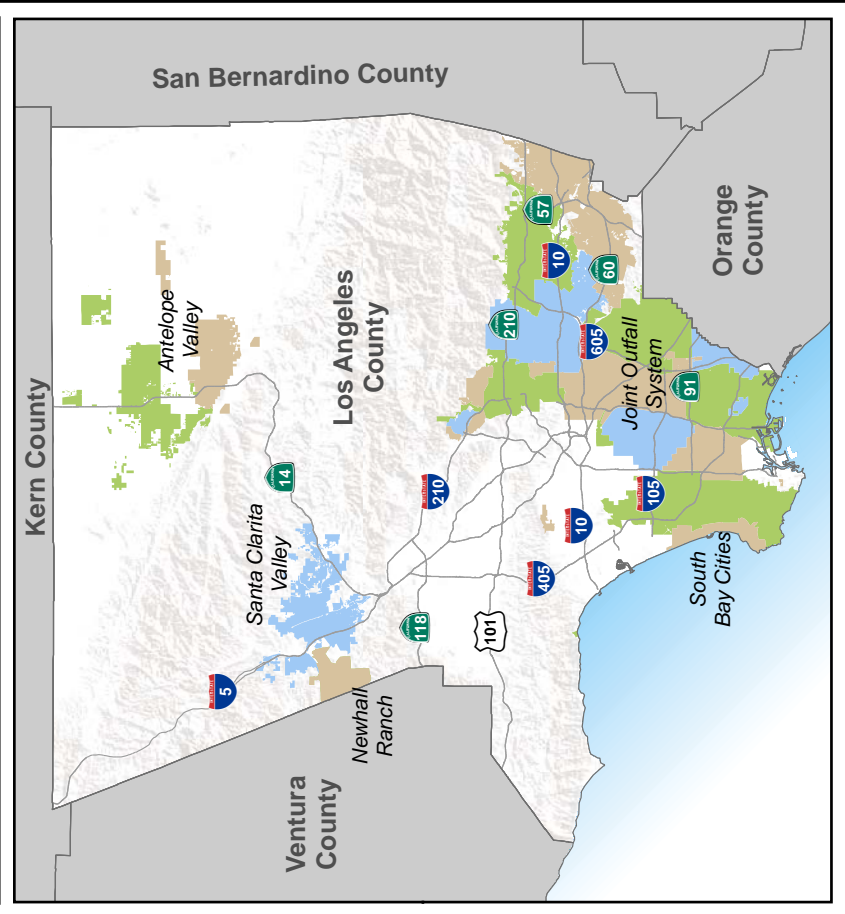 San Bernardino County
Kern County
Antelope
Valley
Los Angeles
County
Orange
County
57
10
60
210
605
Joint Outfall
System
91
14
210
105
10
405
Santa Clarita
Valley
South
Bay Cities
118
101
5
Newhall
Ranch
Ventura
County